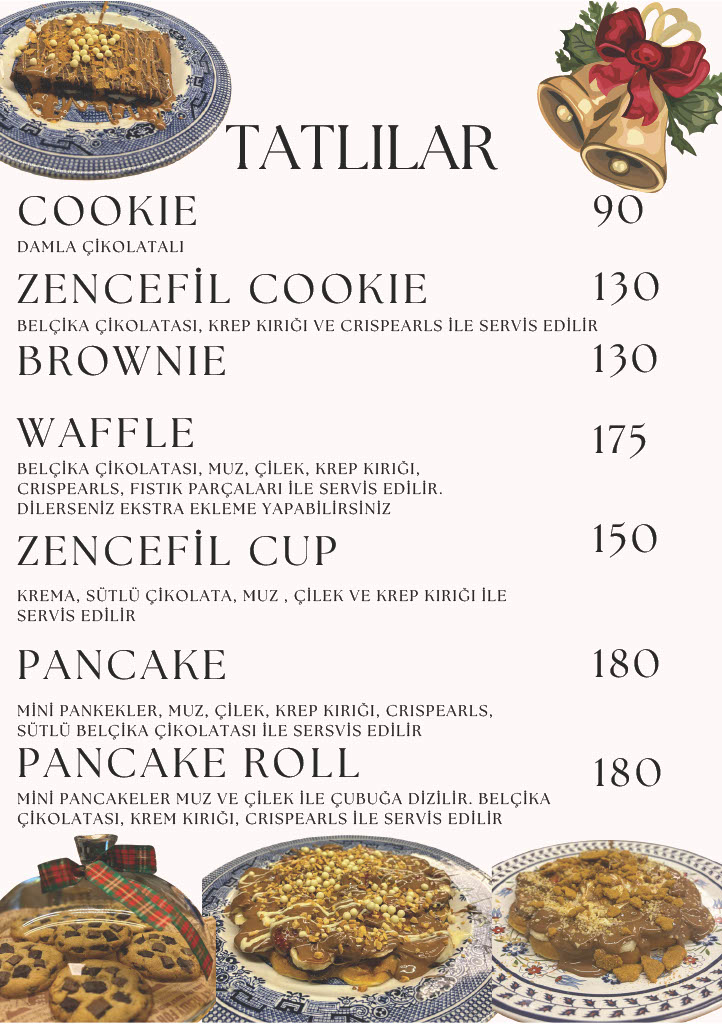 TATLILAR
COOKIE 90
DAMLA ÇİKOLATALI
ZENCEFİL COOKIE 130
BELÇİKA ÇİKOLATASI, KREP KIRIĞI VE CRISPEARLS İLE SERVİS EDİLİR
BROWNIE 130
WAFFLE 175
BELÇİKA ÇİKOLATASI, MUZ, ÇİLEK, KREP KIRIĞI,
CRISPEARLS, FISTIK PARÇALARI İLE SERVİS EDİLİR.
DİLERSENİZ EKSTRA EKLEME YAPABİLİRSİNİZ
ZENCEFİL CUP 150
KREMA, SÜTLÜ ÇİKOLATA, MUZ , ÇİLEK VE KREP KIRIĞI İLE
SERVİS EDİLİR
PANCAKE 180
MİNİ PANKEKLER, MUZ, ÇİLEK, KREP KIRIĞI, CRISPEARLS,
SÜTLÜ BELÇİKA ÇİKOLATASI İLE SERSVİS EDİLİR
PANCAKE ROLL 180
MİNİ PANCAKELER MUZ VE ÇİLEK İLE ÇUBUĞA DİZİLİR. BELÇİKA
ÇİKOLATASI, KREM KIRIĞI, CRISPEARLS İLE SERVİS EDİLİR